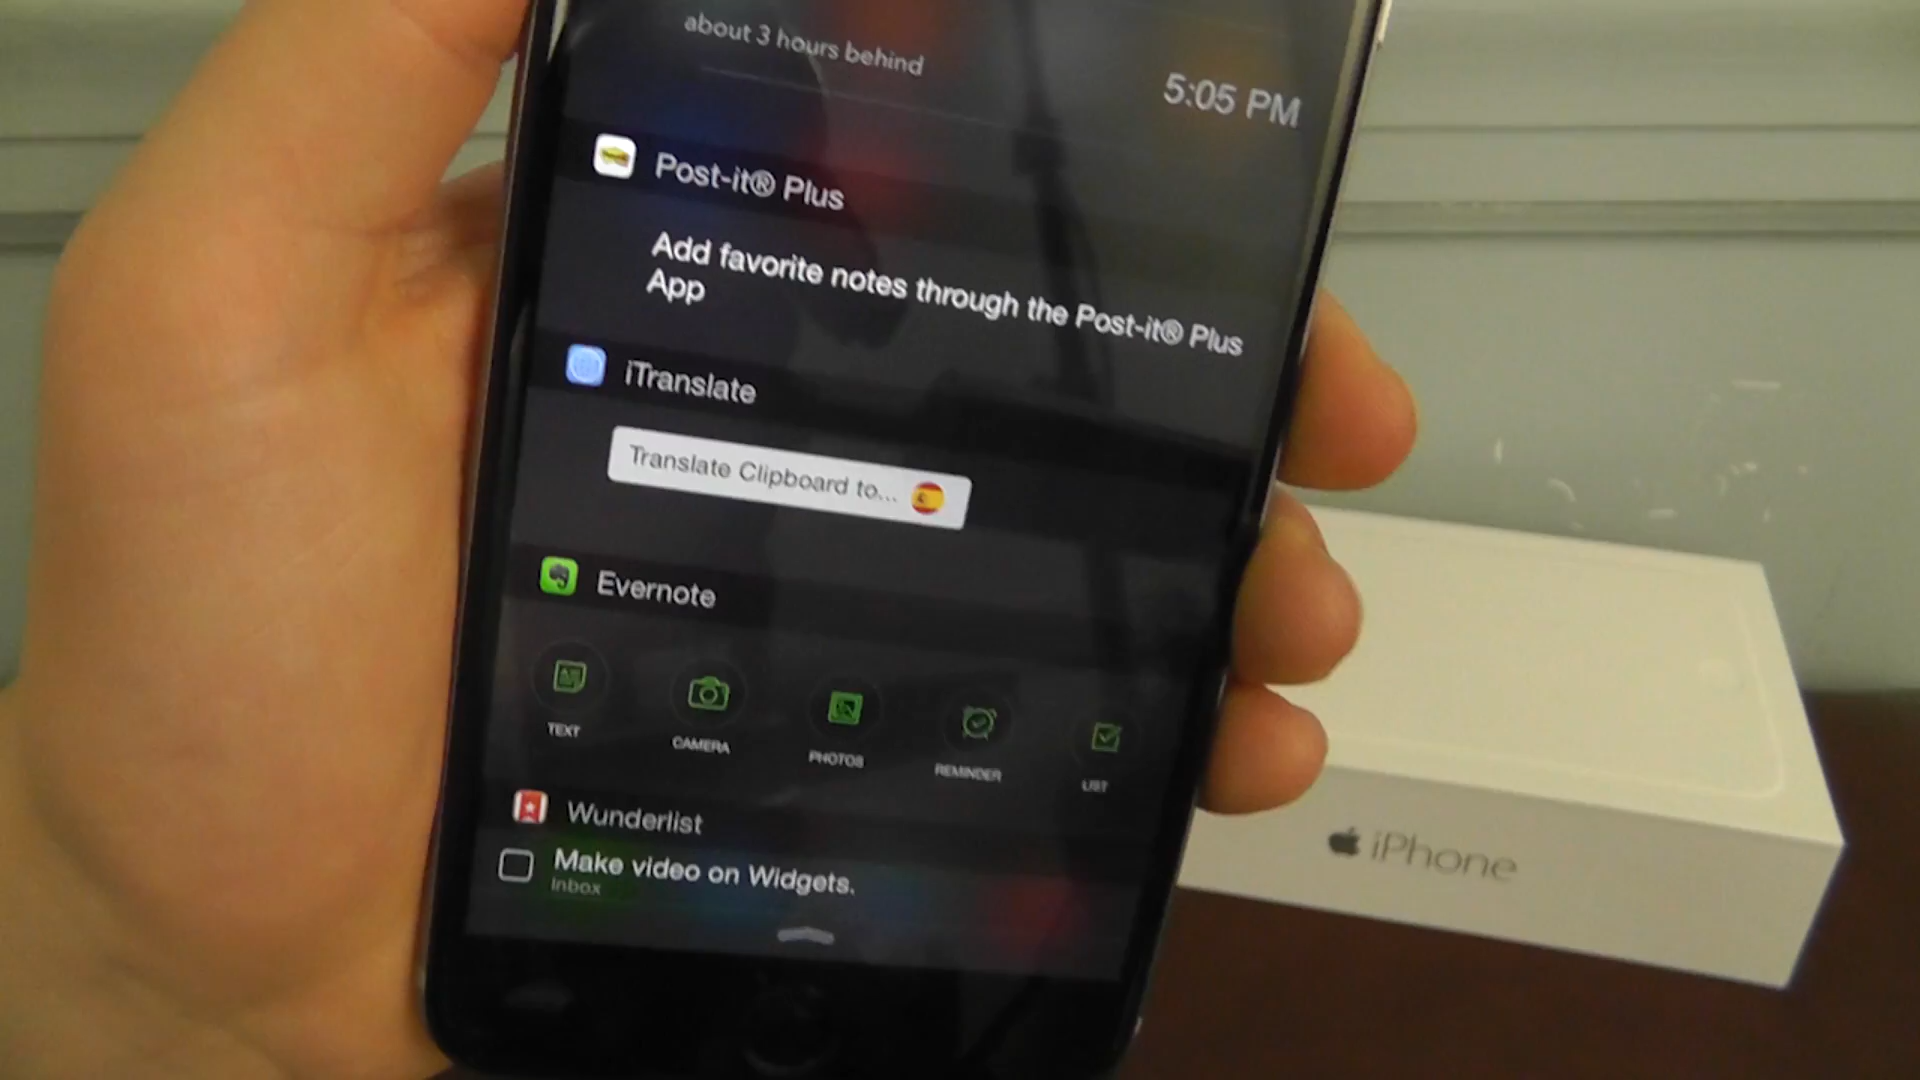 about 3 hours behind
5:05 PM
Post-it® Plus
Add favorite notes through the Post-it® Plus
App
iTranslate
Translate Clipboard to...
Evernote
TEXT
CAMERA
PHOTOS
REMINDER
LIST
Wunderlist
Make video on Widgets.
Inbox
iPhone